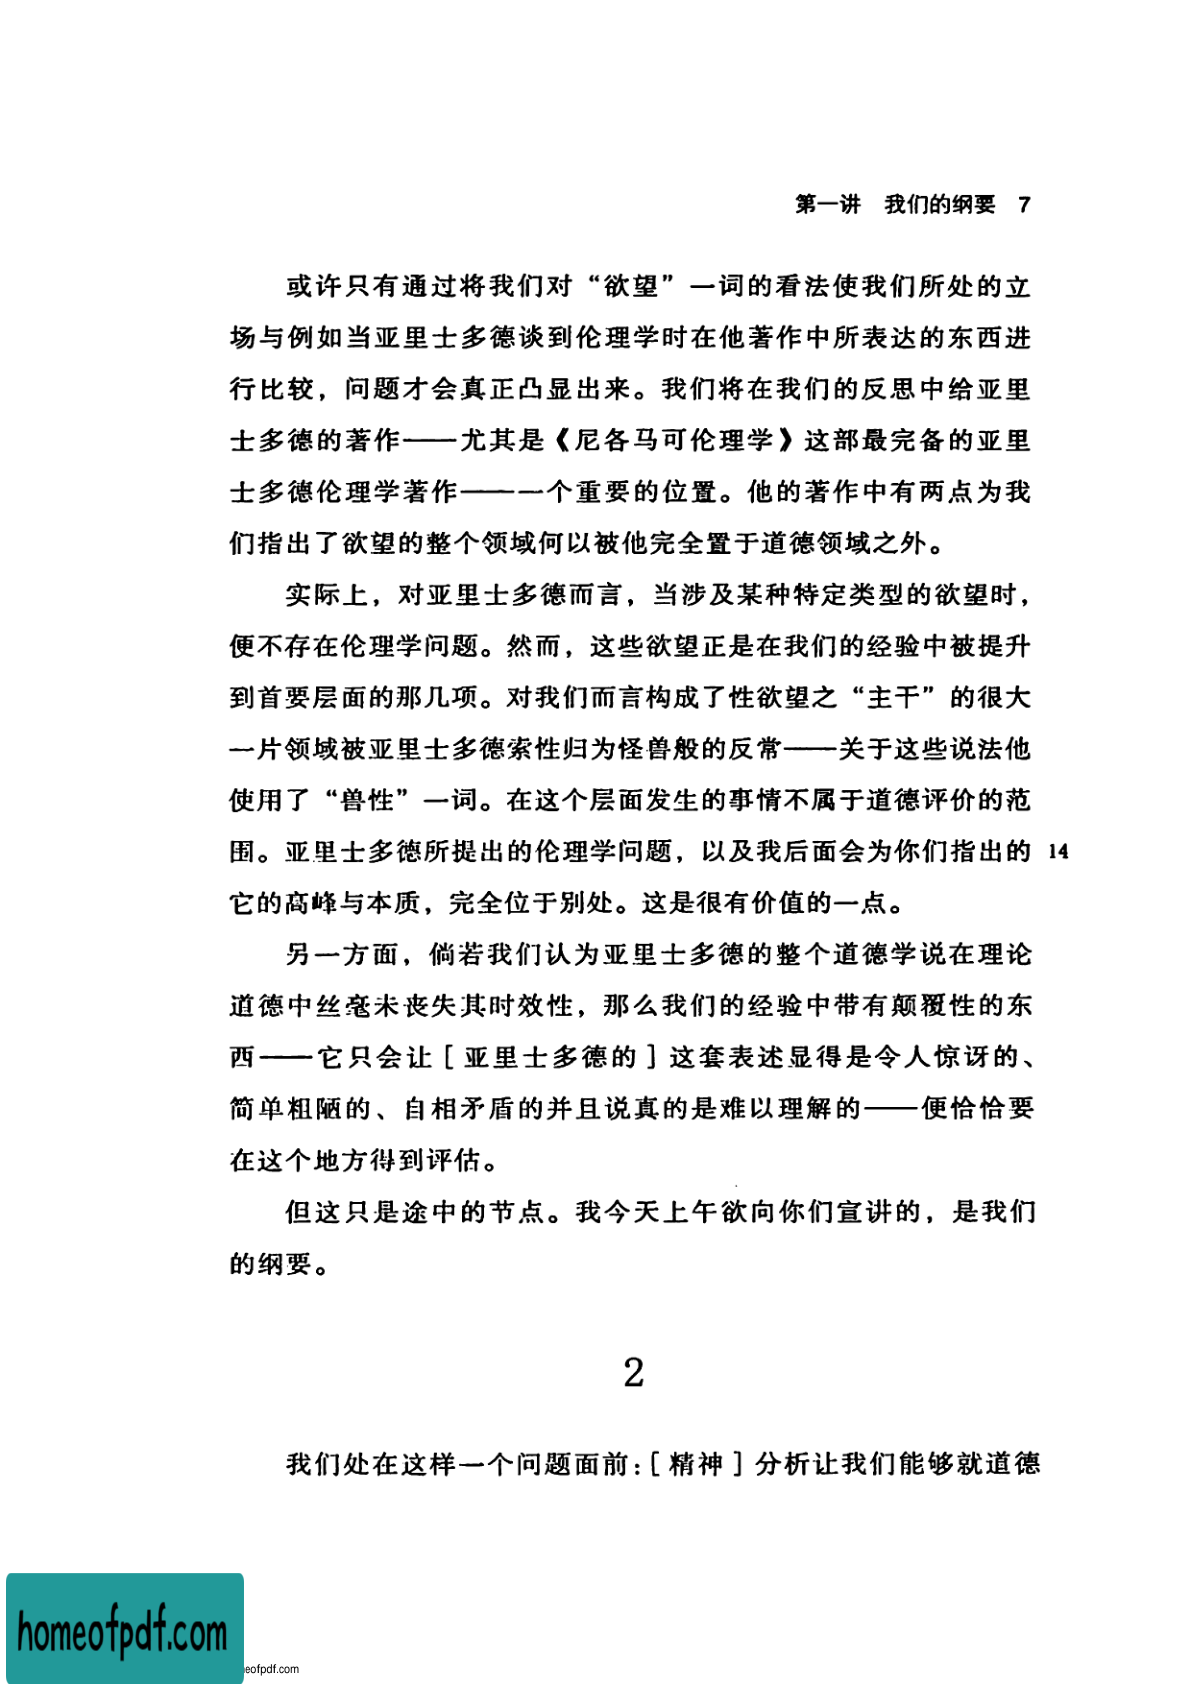 第一讲 我们的纲要 7
或许只有通过将我们对“欲望”一词的看法使我们所处的立
场与例如当亚里士多德谈到伦理学时在他著作中所表达的东西进
行比较，问题才会真正凸显出来。我们将在我们的反思中给亚里
士多德的著作——尤其是《尼各马可伦理学》这部最完备的亚里
士多德伦理学著作——一个重要的位置。他的著作中有两点为我
们指出了欲望的整个领域何以被他完全置于道德领域之外。
实际上，对亚里士多德而言，当涉及某种特定类型的欲望时，
便不存在伦理学问题。然而，这些欲望正是在我们的经验中被提升
到首要层面的那几项。对我们而言构成了性欲望之“主干”的很大
一片领域被亚里士多德索性归为怪兽般的反常——关于这些说法他
使用了“兽性”一词。在这个层面发生的事情不属于道德评价的范
围。亚里士多德所提出的伦理学问题，以及我后面会为你们指出的 14
它的高峰与本质，完全位于别处。这是很有价值的一点。
另一方面，倘若我们认为亚里士多德的整个道德学说在理论
道德中丝毫未丧失其时效性，那么我们的经验中带有颠覆性的东
西——它只会让［亚里士多德的］这套表述显得是令人惊讶的、
简单粗陋的、自相矛盾的并且说真的是难以理解的——便恰恰要
在这个地方得到评估。
但这只是途中的节点。我今天上午欲向你们宣讲的，是我们
的纲要。
2
我们处在这样一个问题面前：［精神］分析让我们能够就道德
homeofpdf.com
eofpdf.com